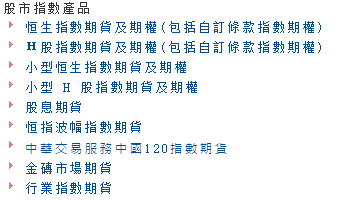 股市指數產品
恒生指數期貨及期權(包括自訂條款指數期權)
H股指數期貨及期權(包括自訂條款指數期權)
小型恒生指數期貨及期權
小型 H 股指數期貨及期權
股息期貨
恒指波幅指數期貨
中華交易服務中國120指數期貨
金磚市場期貨
行業指數期貨